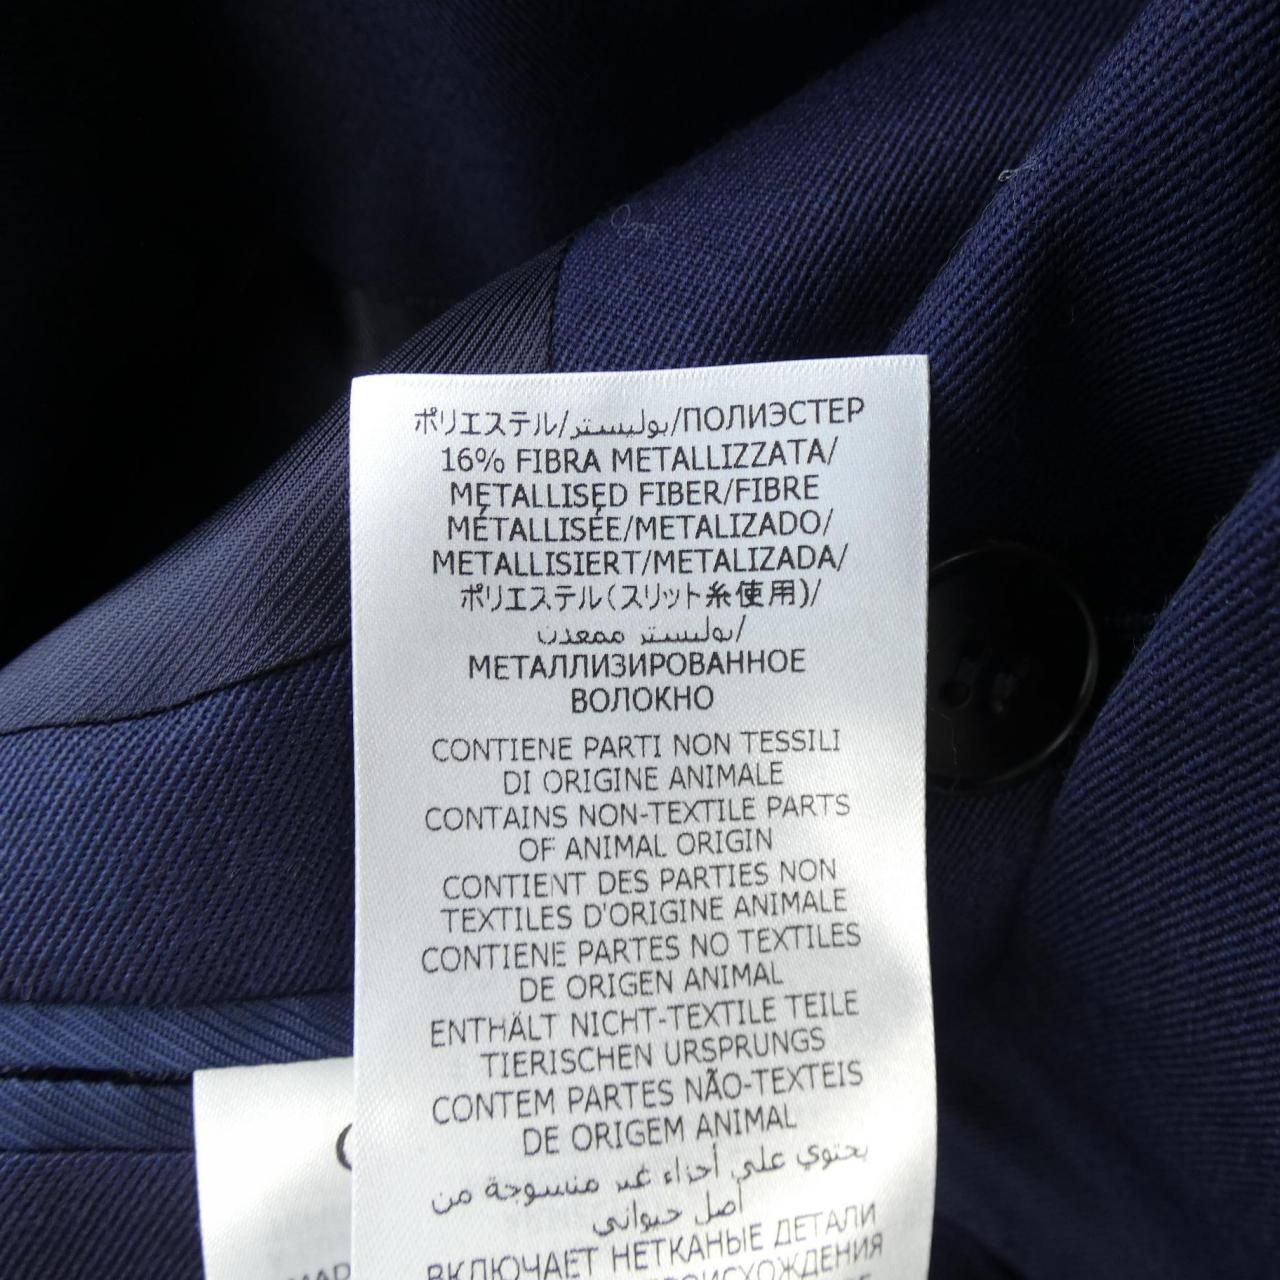 ポリエステル/بوليستر/ПОЛИЭСТЕР
16% FIBRA METALLIZZATA/
METALLISED FIBER/FIBRE
MÉTALLISÉE/METALIZADO/
METALLISIERT/METALIZADA/
ポリエステル(スリット糸使用)/
بوليستر ممعدن/
МЕТАЛЛИЗИРОВАННОЕ
ВОЛОКНО
CONTIENE PARTI NON TESSILI
DI ORIGINE ANIMALE
CONTAINS NON-TEXTILE PARTS
OF ANIMAL ORIGIN
CONTIENT DES PARTIES NON
TEXTILES D'ORIGINE ANIMALE
CONTIENE PARTES NO TEXTILES
DE ORIGEN ANIMAL
ENTHÄLT NICHT-TEXTILE TEILE
TIERISCHEN URSPRUNGS
CONTEM PARTES NÃO-TEXTEIS
DE ORIGEM ANIMAL
يحتوي علي أجزاء غير منسوجة من
أصل حيواني
ВКЛЮЧАЕТ НЕТКАНЫЕ ДЕТАЛИ